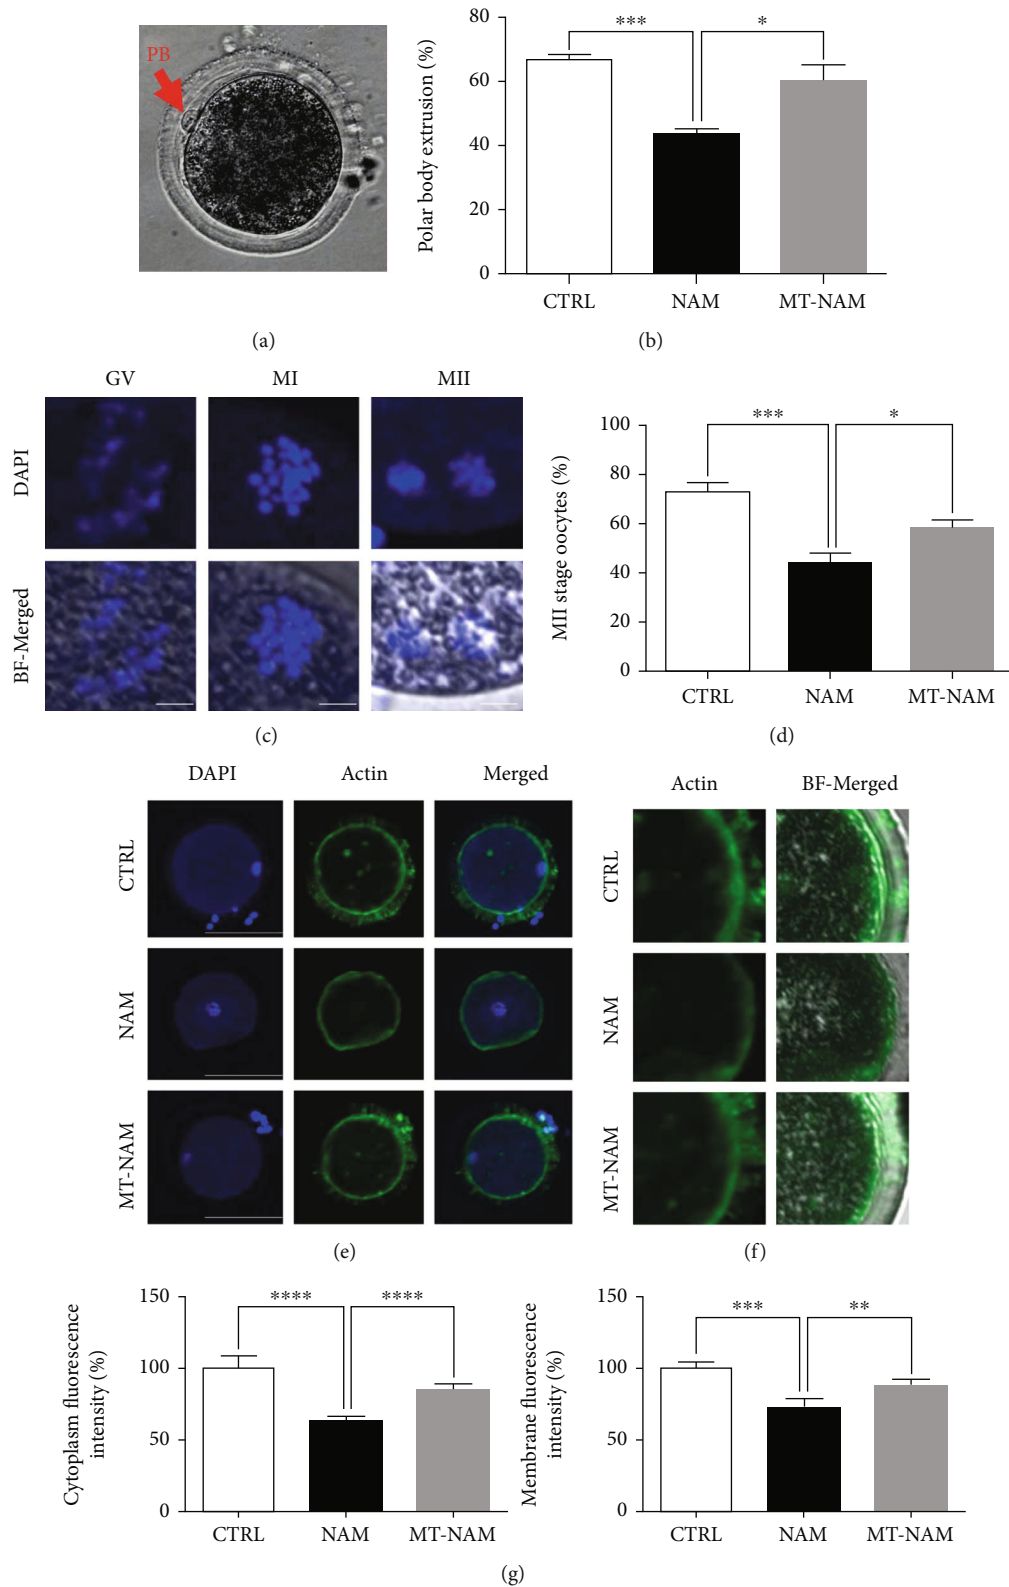 PB
(a)
Polar body extrusion (%)
80
60
40
20
0
***
*
CTRL
NAM
MT-NAM
(b)
GV
MI
MII
DAPI
BF-Merged
(c)
MII stage oocytes (%)
100
80
60
40
20
0
***
*
CTRL
NAM
MT-NAM
(d)
DAPI
Actin
Merged
CTRL
NAM
MT-NAM
(e)
Actin
BF-Merged
CTRL
NAM
MT-NAM
(f)
Cytoplasm fluorescence
intensity (%)
150
100
50
0
****
****
CTRL
NAM
MT-NAM
Membrane fluorescence
intensity (%)
150
100
50
0
***
**
CTRL
NAM
MT-NAM
(g)